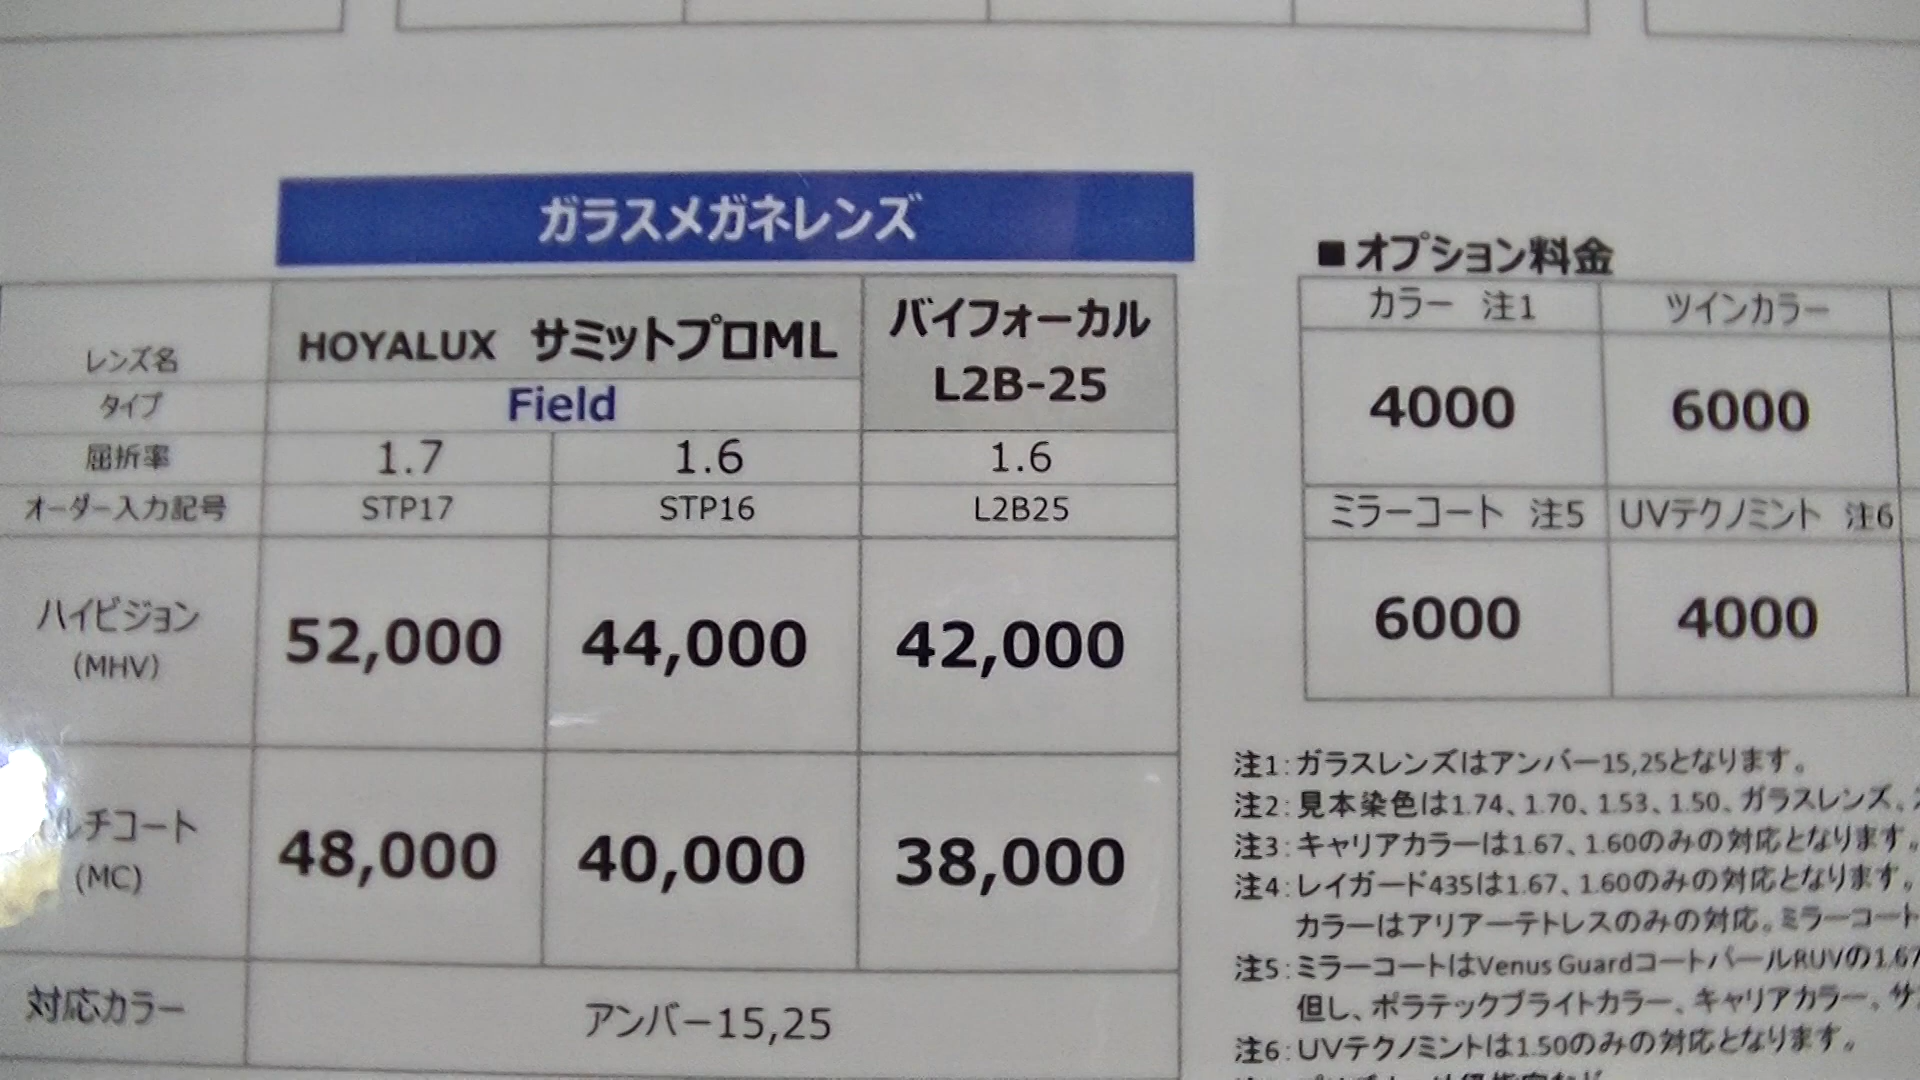 ガラスメガネレンズ
レンズ名 HOYALUX サミットプロML バイフォーカル L2B-25
タイプ Field
屈折率 1.7 1.6 1.6
オーダー入力記号 STP17 STP16 L2B25
ハイビジョン (MHV) 52,000 44,000 42,000
ルチコート (MC) 48,000 40,000 38,000
対応カラー アンバー15,25
■オプション料金
カラー 注1 ツインカラー
4000 6000
ミラーコート 注5 UVテクノミント 注6
6000 4000
注1:ガラスレンズはアンバー15,25となります。
注2:見本染色は1.74、1.70、1.53、1.50、ガラスレンズ、
注3:キャリアカラーは1.67、1.60のみの対応となります。
注4:レイガード435は1.67、1.60のみの対応となります。
カラーはアリアーテトレスのみの対応。ミラーコート
注5:ミラーコートはVenus GuardコートパールRUVの1.67
但し、ポラテックブライトカラー、キャリアカラー。サ
注6:UVテクノミントは1.50のみの対応となります。